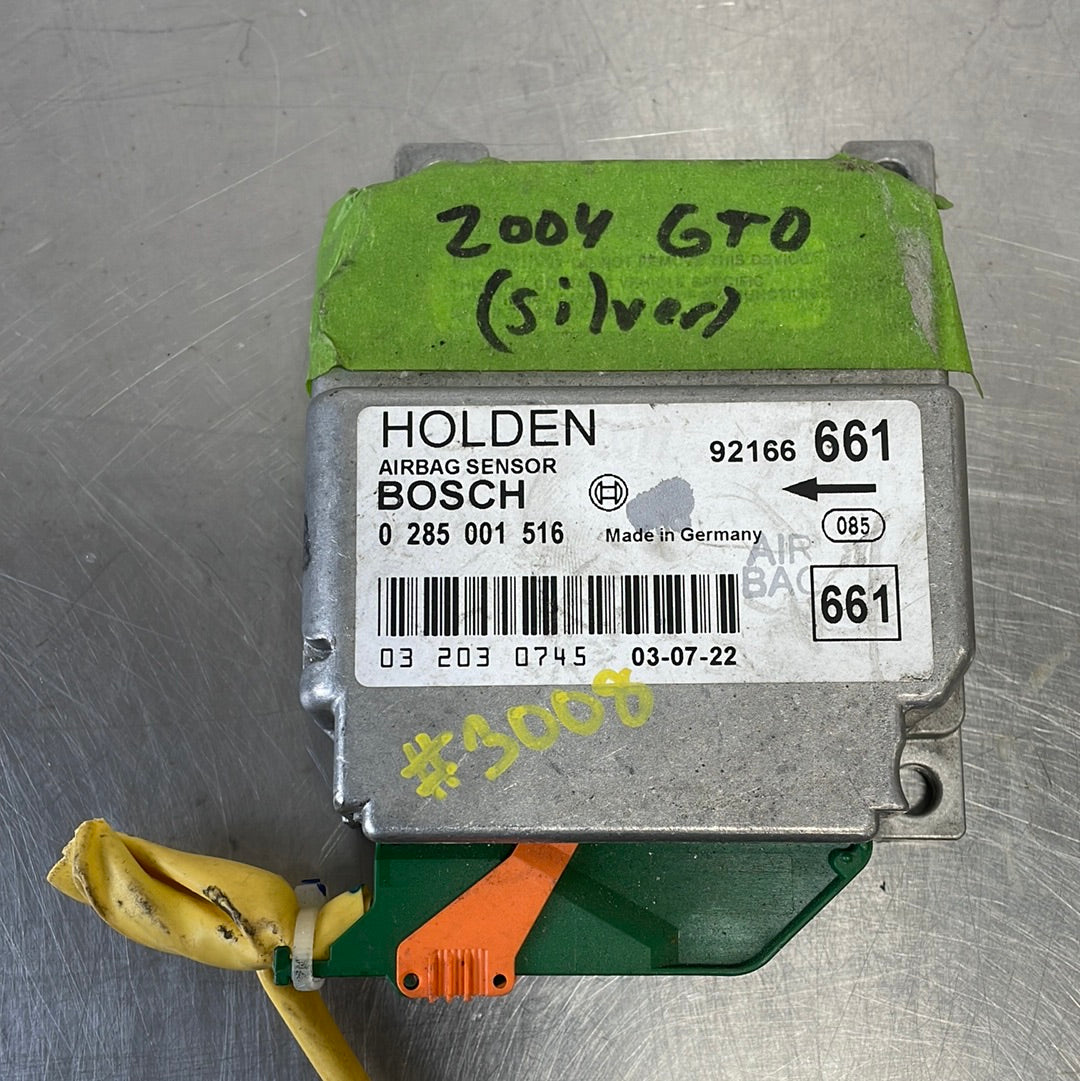 2004 GTO
(silver)
HOLDEN
92166 661
AIRBAG SENSOR
BOSCH
0 285 001 516
Made in Germany
085
AIR
BAG
661
03 203 0745 03-07-22
#3008